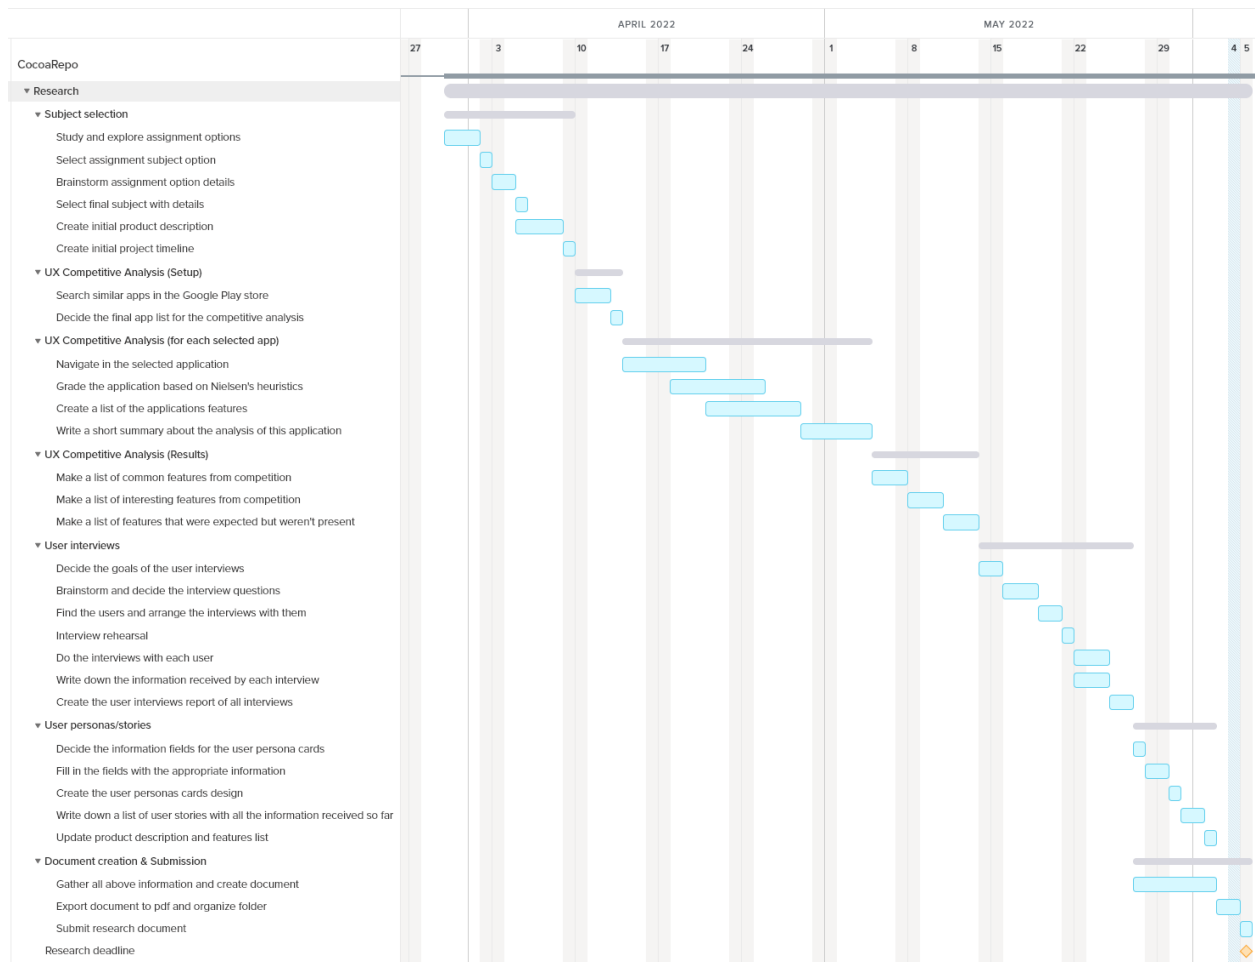 APRIL 2022 MAY 2022
27 3 10 17 24 1 8 15 22 29 4 5
CocoaRepo
Research
Subject selection
Study and explore assignment options
Select assignment subject option
Brainstorm assignment option details
Select final subject with details
Create initial product description
Create initial project timeline
UX Competitive Analysis (Setup)
Search similar apps in the Google Play store
Decide the final app list for the competitive analysis
UX Competitive Analysis (for each selected app)
Navigate in the selected application
Grade the application based on Nielsen's heuristics
Create a list of the applications features
Write a short summary about the analysis of this application
UX Competitive Analysis (Results)
Make a list of common features from competition
Make a list of interesting features from competition
Make a list of features that were expected but weren't present
User interviews
Decide the goals of the user interviews
Brainstorm and decide the interview questions
Find the users and arrange the interviews with them
Interview rehearsal
Do the interviews with each user
Write down the information received by each interview
Create the user interviews report of all interviews
User personas/stories
Decide the information fields for the user persona cards
Fill in the fields with the appropriate information
Create the user personas cards design
Write down a list of user stories with all the information received so far
Update product description and features list
Document creation & Submission
Gather all above information and create document
Export document to pdf and organize folder
Submit research document
Research deadline